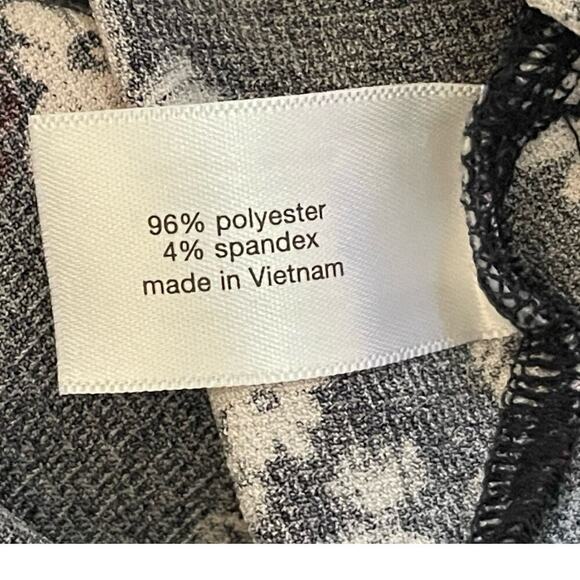 96% polyester
4% spandex
made in Vietnam